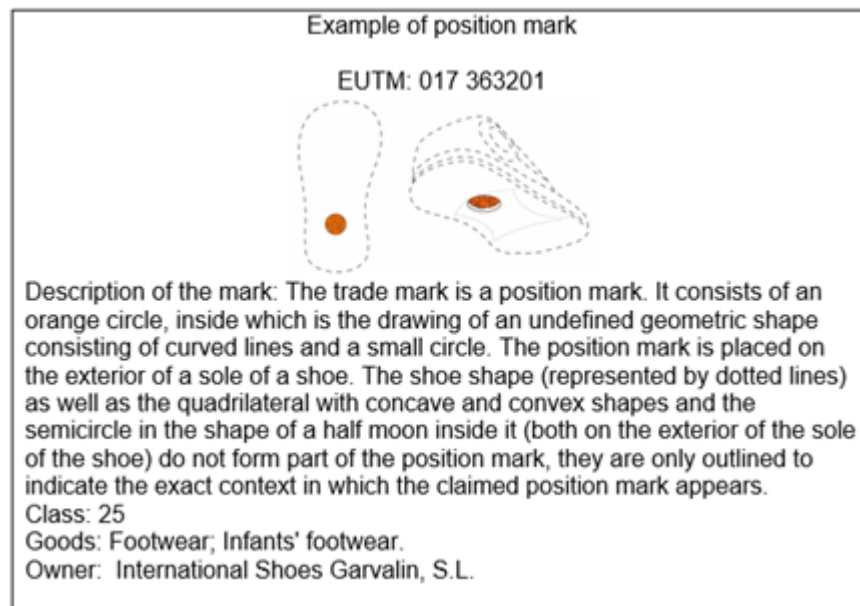 Example of position mark
EUTM: 017 363201
Description of the mark: The trade mark is a position mark. It consists of an
orange circle, inside which is the drawing of an undefined geometric shape
consisting of curved lines and a small circle. The position mark is placed on
the exterior of a sole of a shoe. The shoe shape (represented by dotted lines)
as well as the quadrilateral with concave and convex shapes and the
semicircle in the shape of a half moon inside it (both on the exterior of the sole
of the shoe) do not form part of the position mark, they are only outlined to
indicate the exact context in which the claimed position mark appears.
Class: 25
Goods: Footwear; Infants' footwear.
Owner: International Shoes Garvalin, S.L.